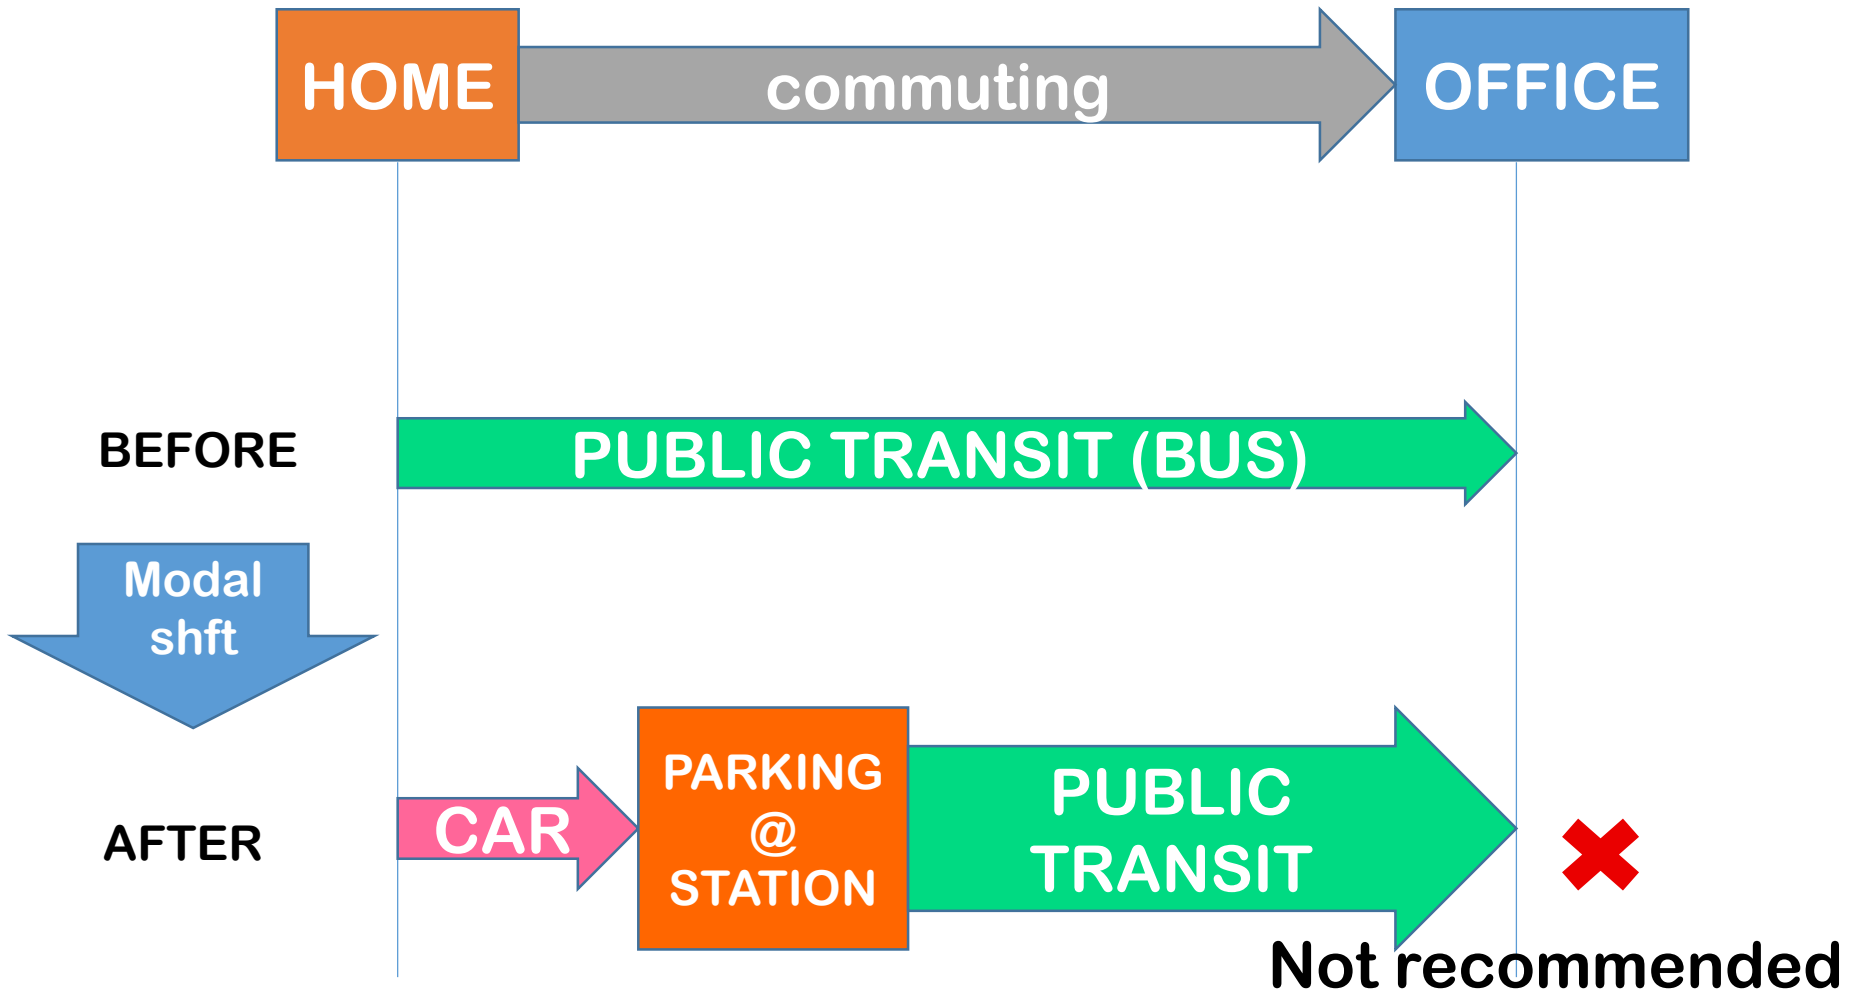 HOME
commuting
OFFICE
BEFORE
PUBLIC TRANSIT (BUS)
Modal
shft
AFTER
CAR
PARKING
@
STATION
PUBLIC
TRANSIT
Not recommended